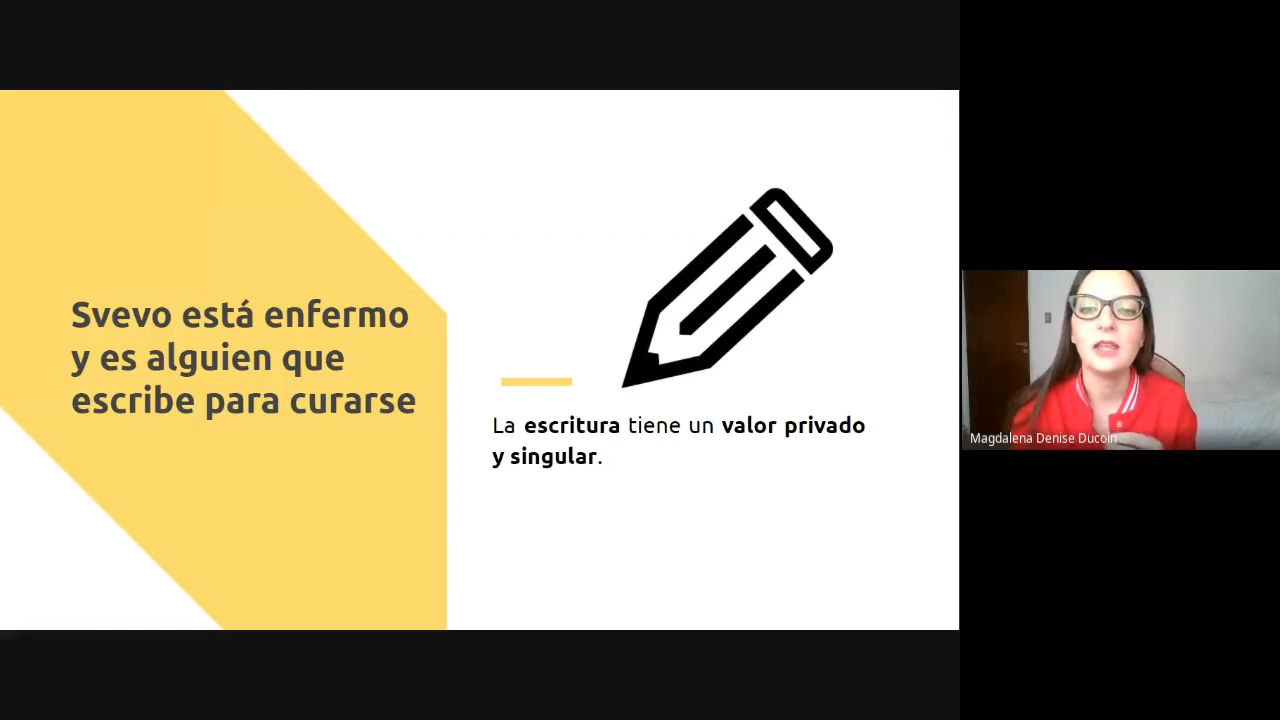 Svevo está enfermo
y es alguien que
escribe para curarse
La escritura tiene un valor privado
y singular.
Magdalena Denise Ducoin